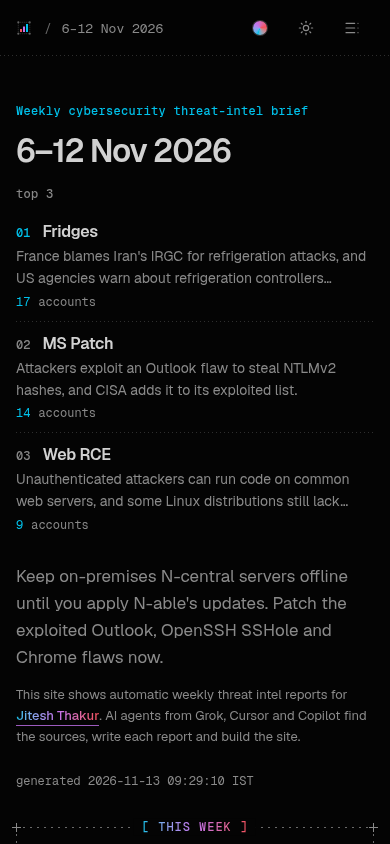 / 6–12 Nov 2026
Weekly cybersecurity threat-intel brief
6–12 Nov 2026
top 3
01 Fridges
France blames Iran's IRGC for refrigeration attacks, and
US agencies warn about refrigeration controllers…
17 accounts
02 MS Patch
Attackers exploit an Outlook flaw to steal NTLMv2
hashes, and CISA adds it to its exploited list.
14 accounts
03 Web RCE
Unauthenticated attackers can run code on common
web servers, and some Linux distributions still lack…
9 accounts
Keep on-premises N-central servers offline
until you apply N-able's updates. Patch the
exploited Outlook, OpenSSH SSHole and
Chrome flaws now.
This site shows automatic weekly threat intel reports for
Jitesh Thakur. AI agents from Grok, Cursor and Copilot find
the sources, write each report and build the site.
generated 2026-11-13 09:29:10 IST
[ THIS WEEK ]